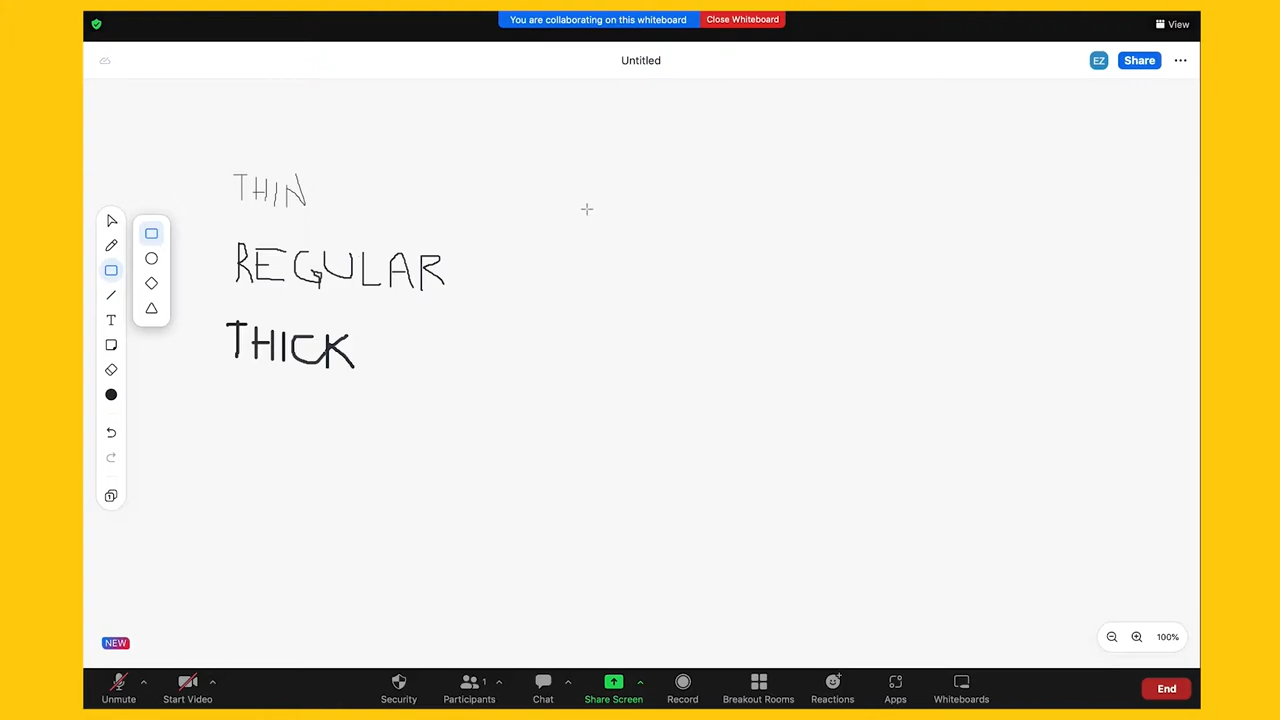 You are collaborating on this whiteboard Close Whiteboard
View
Untitled
EZ Share
THIN
REGULAR
THICK
T
1
NEW
100%
1
Unmute Start Video Security Participants Chat Share Screen Record Breakout Rooms Reactions Apps Whiteboards End